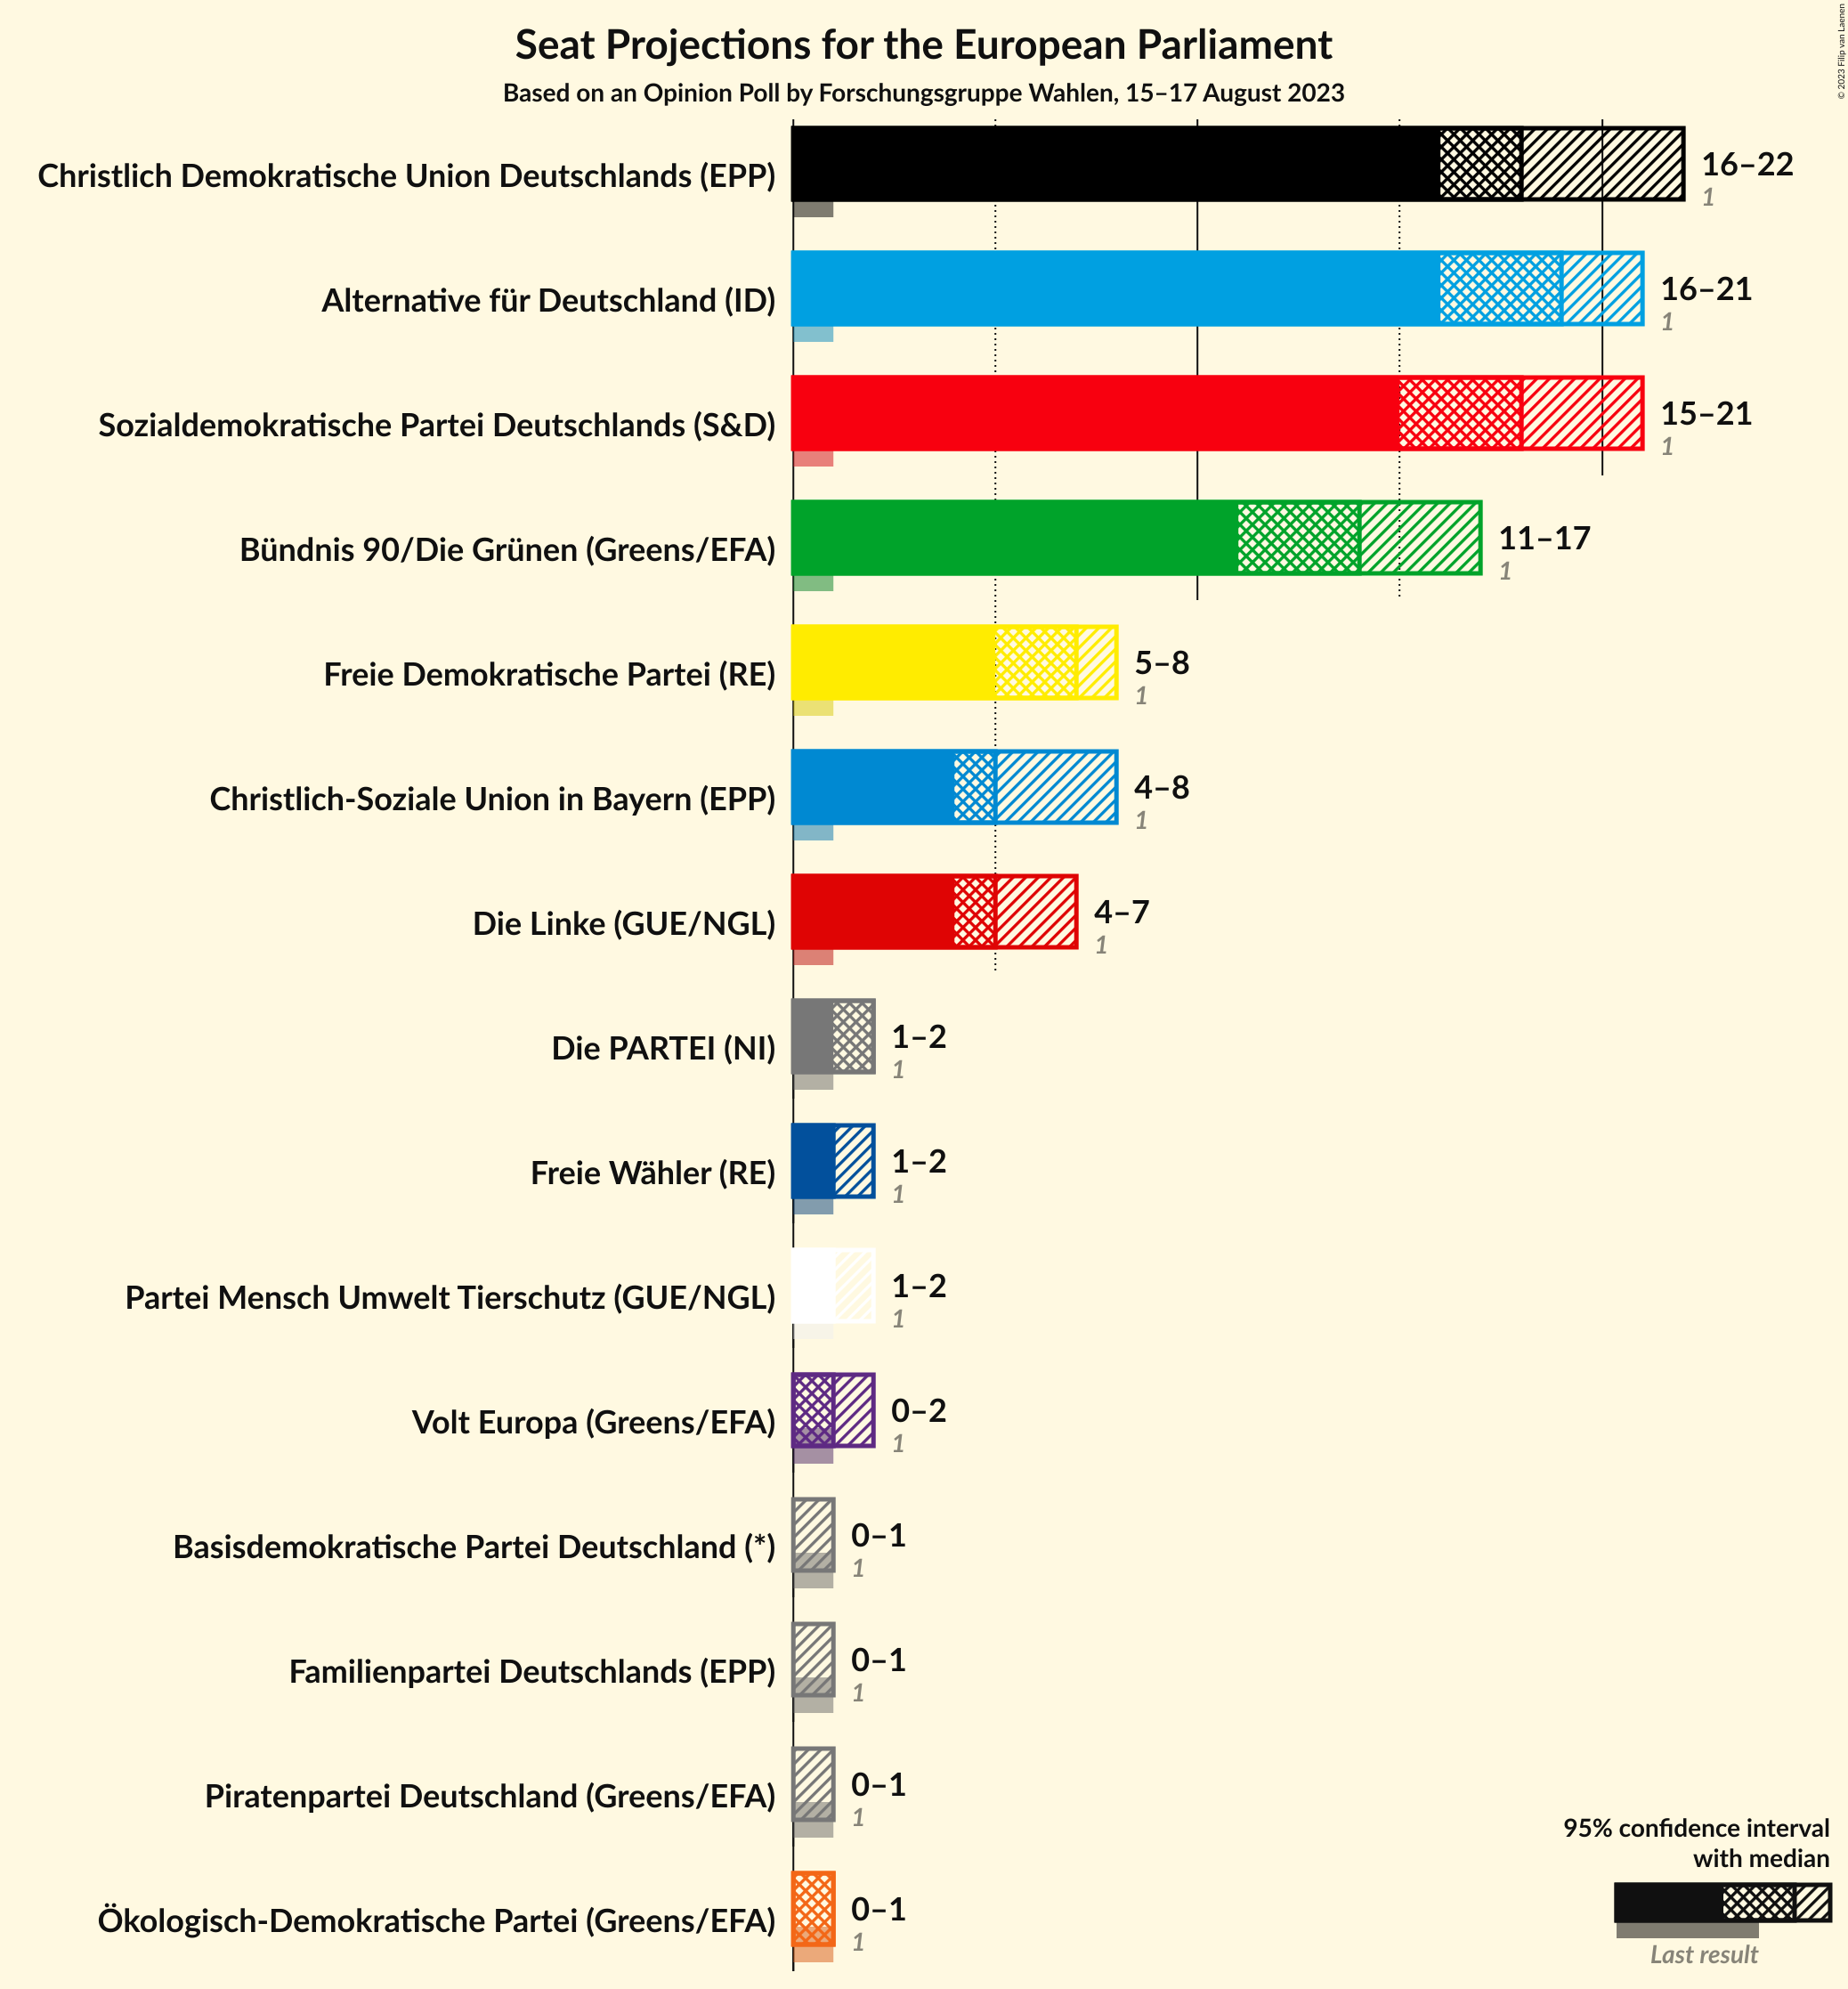 Seat Projections for the European Parliament
Based on an Opinion Poll by Forschungsgruppe Wahlen, 15–17 August 2023
© 2023 Filip van Laenen
Christlich Demokratische Union Deutschlands (EPP)
16–22
1
Alternative für Deutschland (ID)
16–21
1
Sozialdemokratische Partei Deutschlands (S&D)
15–21
1
Bündnis 90/Die Grünen (Greens/EFA)
11–17
1
Freie Demokratische Partei (RE)
5–8
1
Christlich-Soziale Union in Bayern (EPP)
4–8
1
Die Linke (GUE/NGL)
4–7
1
Die PARTEI (NI)
1–2
1
Freie Wähler (RE)
1–2
1
Partei Mensch Umwelt Tierschutz (GUE/NGL)
1–2
1
Volt Europa (Greens/EFA)
0–2
1
Basisdemokratische Partei Deutschland (*)
0–1
1
Familienpartei Deutschlands (EPP)
0–1
1
Piratenpartei Deutschland (Greens/EFA)
0–1
1
Ökologisch-Demokratische Partei (Greens/EFA)
0–1
1
95% confidence interval
with median
Last result